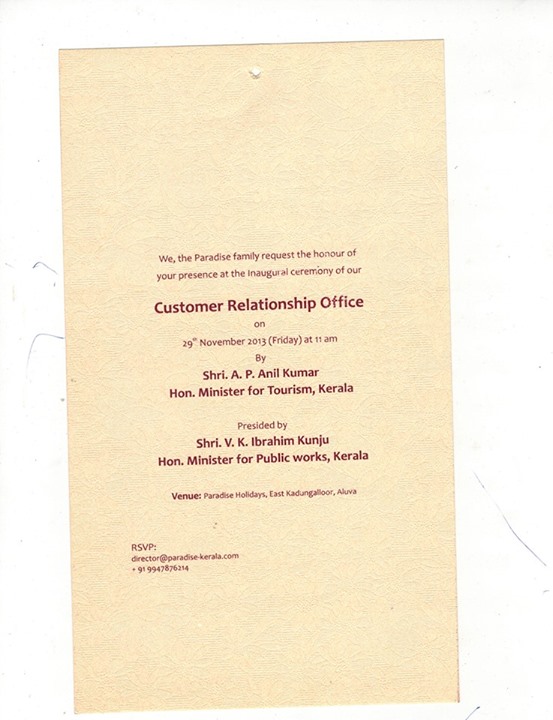 We, the Paradise family request the honour of
your presence at the Inaugural ceremony of our
Customer Relationship Office
on
29th November 2013 (Friday) at 11 am
By
Shri. A. P. Anil Kumar
Hon. Minister for Tourism, Kerala
Presided by
Shri. V. K. Ibrahim Kunju
Hon. Minister for Public works, Kerala
Venue: Paradise Holidays, East Kadungalloor, Aluva
RSVP:
director@paradise-kerala.com
+ 91 9947876214